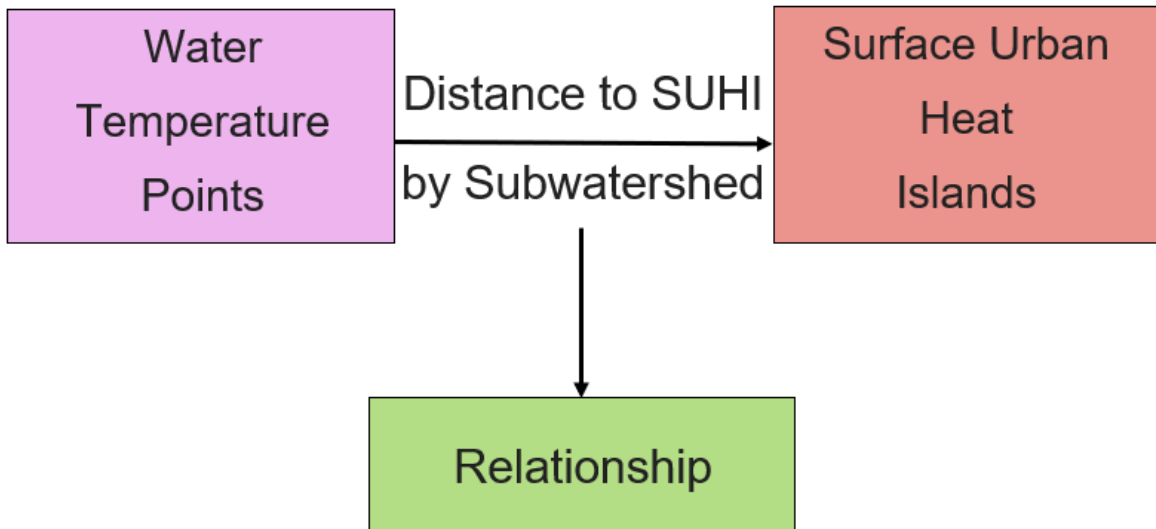 Water
Temperature
Points
Distance to SUHI
by Subwatershed
Surface Urban
Heat
Islands
Relationship